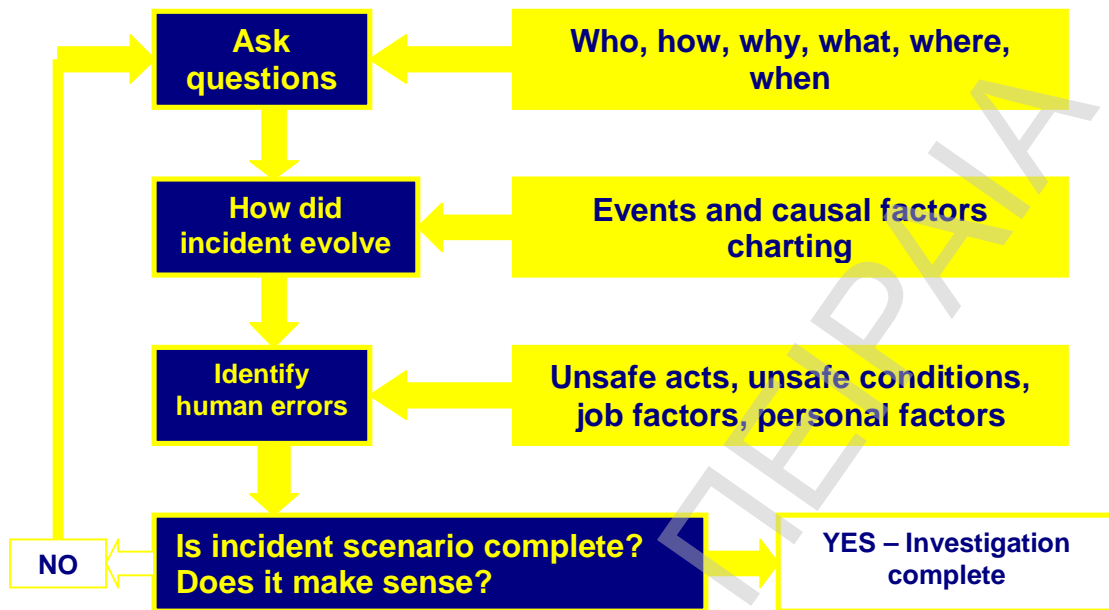 Ask
questions
Who, how, why, what, where,
when
How did
incident evolve
Events and causal factors
charting
Identify
human errors
Unsafe acts, unsafe conditions,
job factors, personal factors
NO
Is incident scenario complete?
Does it make sense?
YES – Investigation
complete
ΠΕΙΡΑΙΑ